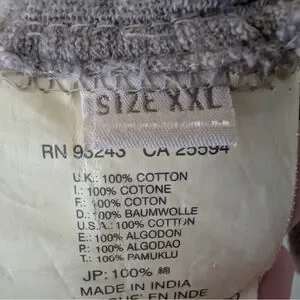 SIZE XXL
RN 93243 CA 25594
U.K.: 100% COTTON
I.: 100% COTONE
F.: 100% COTON
D.: 100% BAUMWOLLE
U.S.A.: 100% COTTON
E.: 100% ALGODON
P.: 100% ALGODAO
T.: 100% PAMUKLU
JP: 100% 綿
MADE IN INDIA
EN INDE